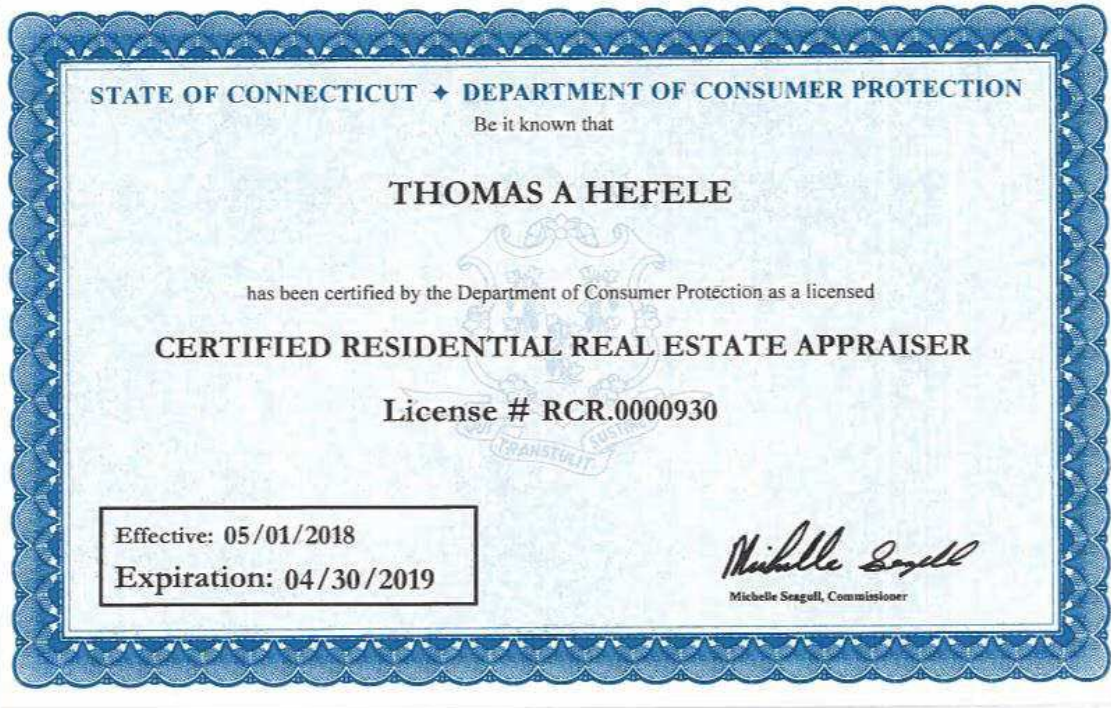 STATE OF CONNECTICUT ✦ DEPARTMENT OF CONSUMER PROTECTION
Be it known that
THOMAS A HEFELE
has been certified by the Department of Consumer Protection as a licensed
CERTIFIED RESIDENTIAL REAL ESTATE APPRAISER
License # RCR.0000930
TRANSTULIT
Effective: 05/01/2018
Expiration: 04/30/2019
Michelle Seagull
Michelle Seagull, Commissioner